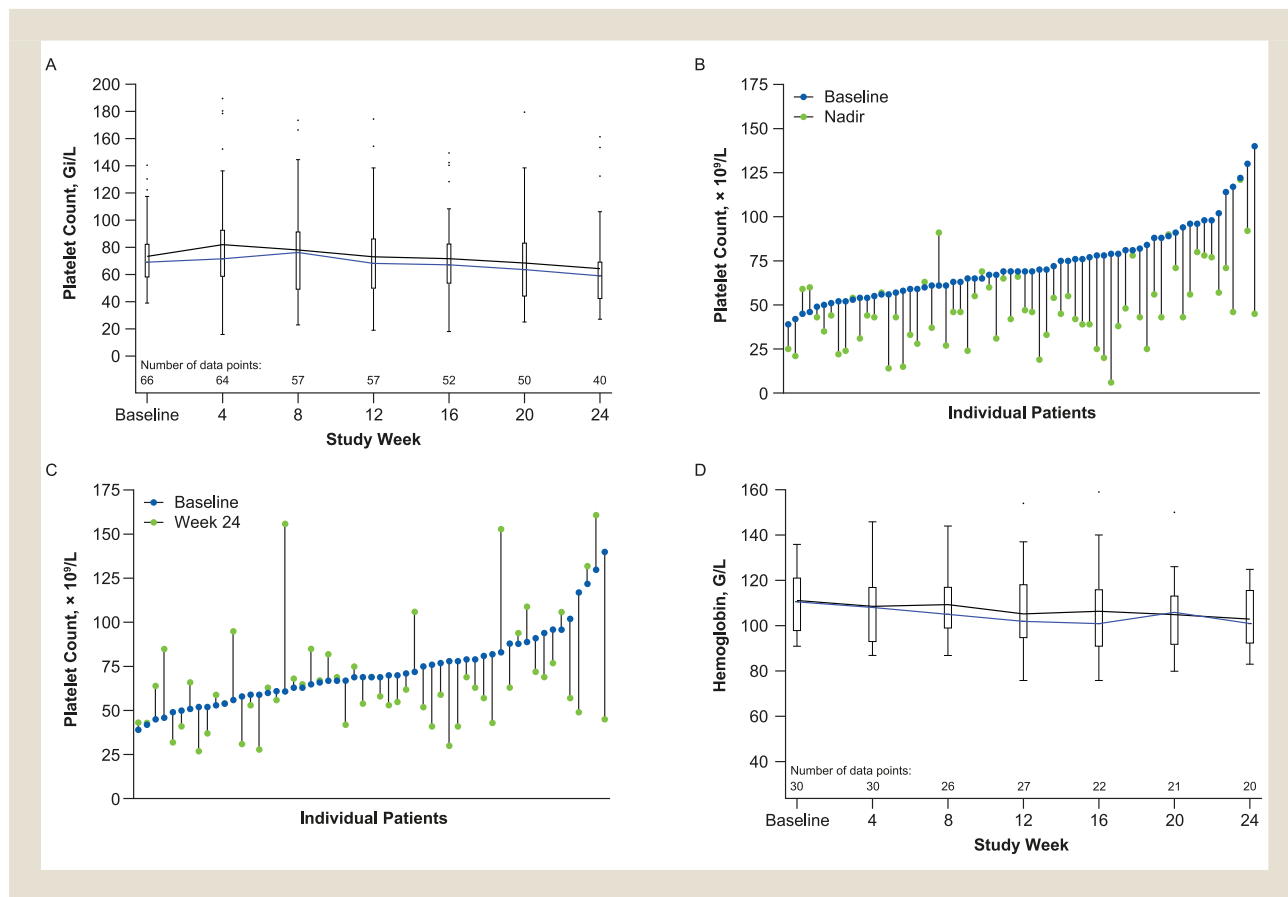 A
Platelet Count, Gi/L
200
180
160
140
120
100
80
60
40
20
0
Number of data points:
66 64 57 57 52 50 40
Baseline 4 8 12 16 20 24
Study Week
B
Platelet Count, × 10⁹/L
175
150
125
100
75
50
25
0
Baseline
Nadir
Individual Patients
C
Platelet Count, × 10⁹/L
175
150
125
100
75
50
25
0
Baseline
Week 24
Individual Patients
D
Hemoglobin, G/L
160
140
120
100
80
60
40
Number of data points:
30 30 26 27 22 21 20
Baseline 4 8 12 16 20 24
Study Week